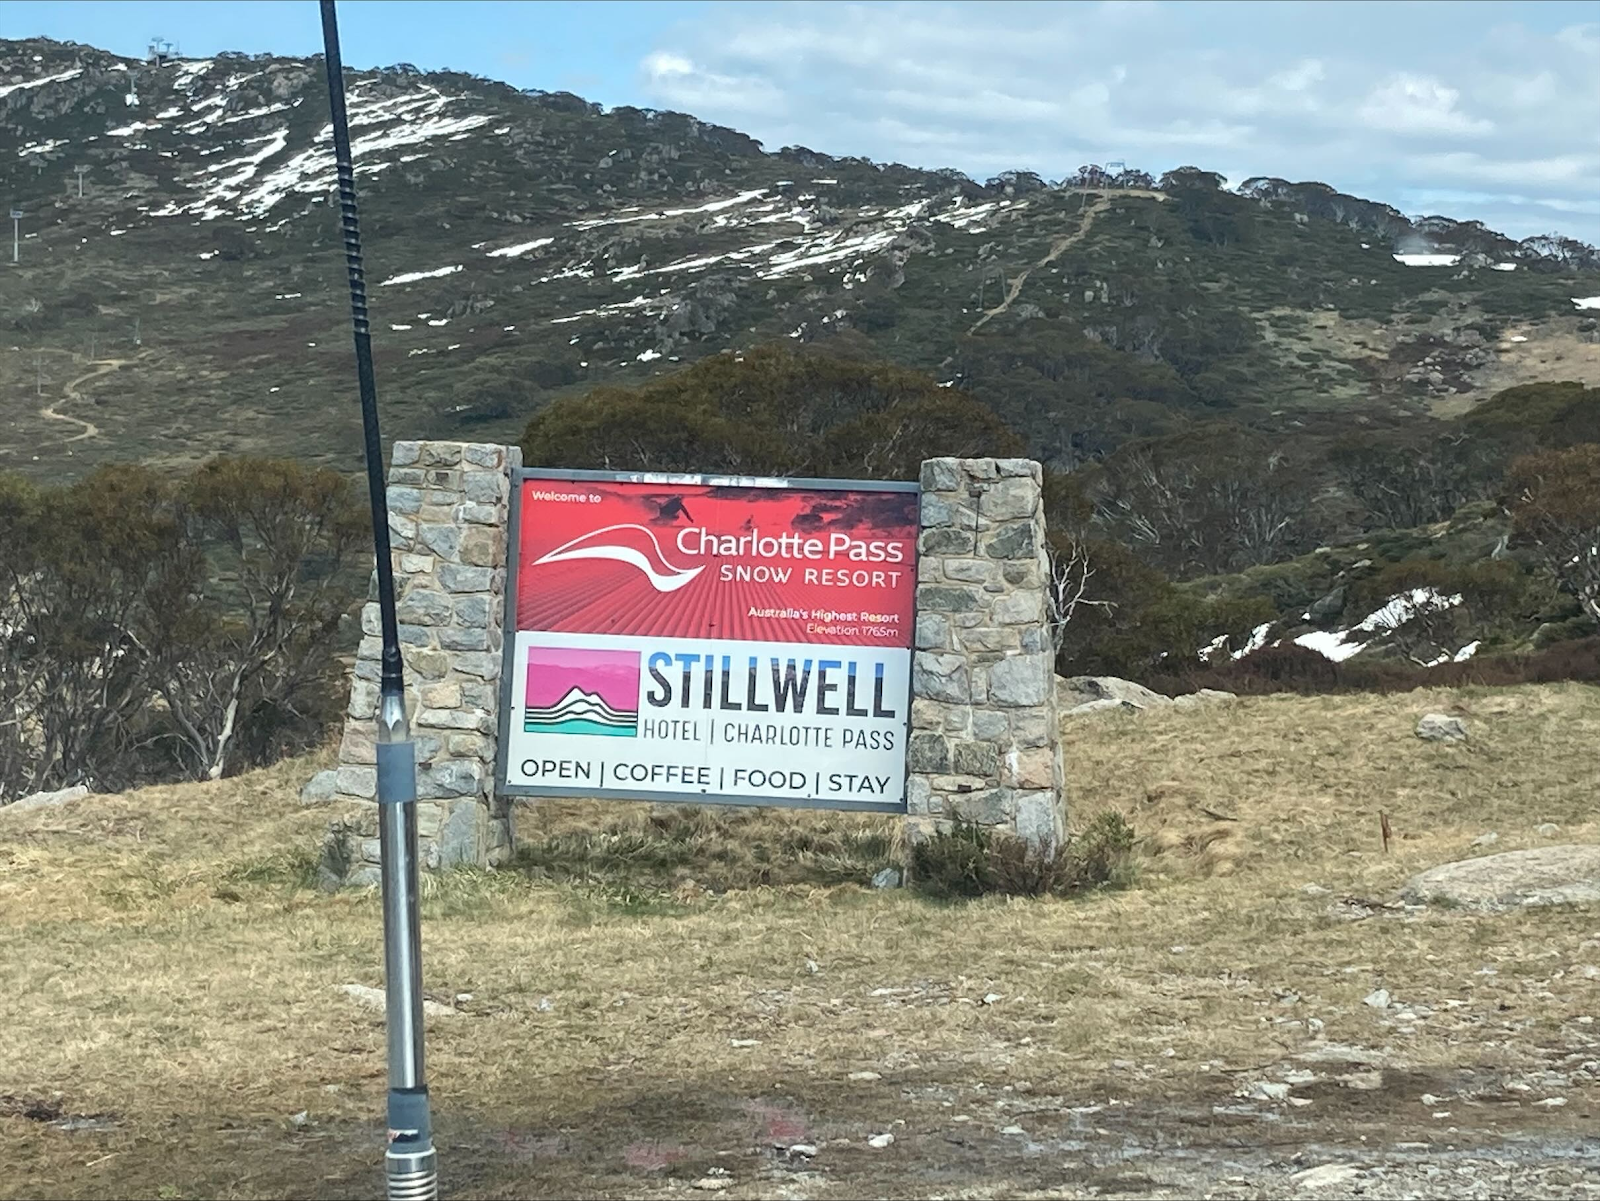 Welcome to
Charlotte Pass
SNOW RESORT
Australia's Highest Resort
Elevation 1765m
STILLWELL
HOTEL | CHARLOTTE PASS
OPEN | COFFEE | FOOD | STAY